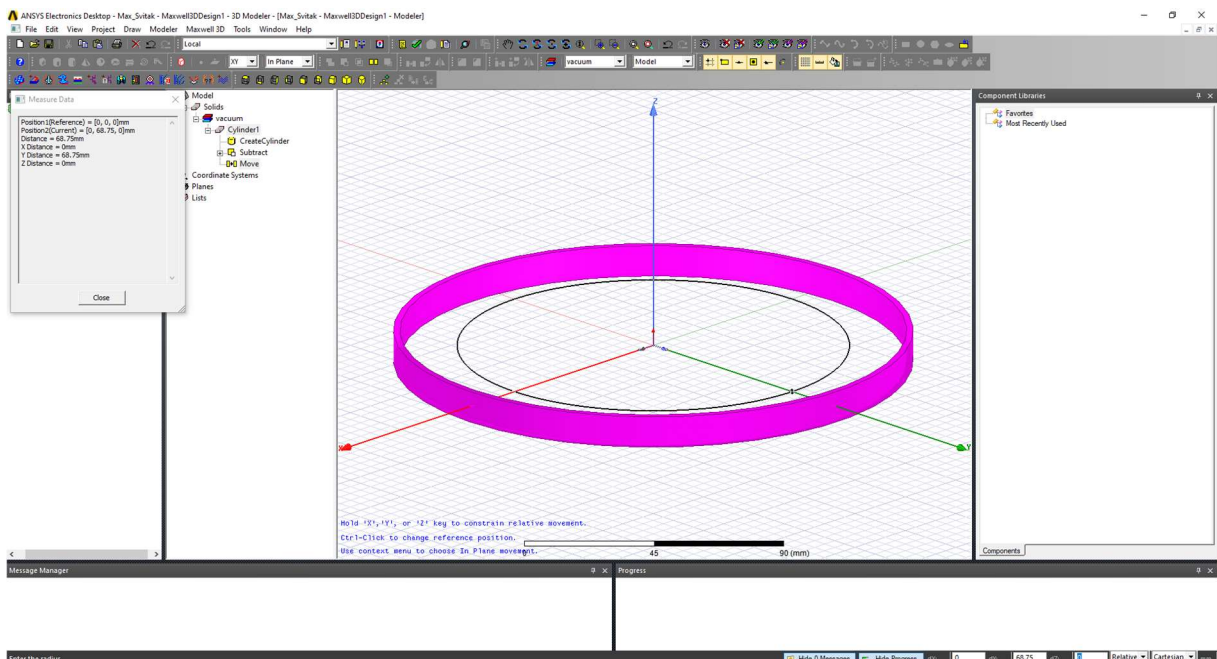 ANSYS Electronics Desktop - Max_Svitak - Maxwell3DDesign1 - 3D Modeler - [Max_Svitak - Maxwell3DDesign1 - Modeler]
File Edit View Project Draw Modeler Maxwell 3D Tools Window Help
Local
XY In Plane vacuum Model
Measure Data
Position1(Reference) = [0, 0, 0]mm
Position2(Current) = [0, 68.75, 0]mm
Distance = 68.75mm
X Distance = 0mm
Y Distance = 68.75mm
Z Distance = 0mm
Close
Model
Solids
vacuum
Cylinder1
CreateCylinder
Subtract
Move
Coordinate Systems
Planes
Lists
Z
X
Y
Hold 'X','Y', or 'Z' key to constrain relative movement.
Ctrl-Click to change reference position.
Use context menu to choose In Plane movement.
0 45 90 (mm)
Component Libraries
Favorites
Most Recently Used
Components
Message Manager
Progress
Enter the radius
Hide 0 Messages Hide Progress 0 68.75 0 Relative Cartesian